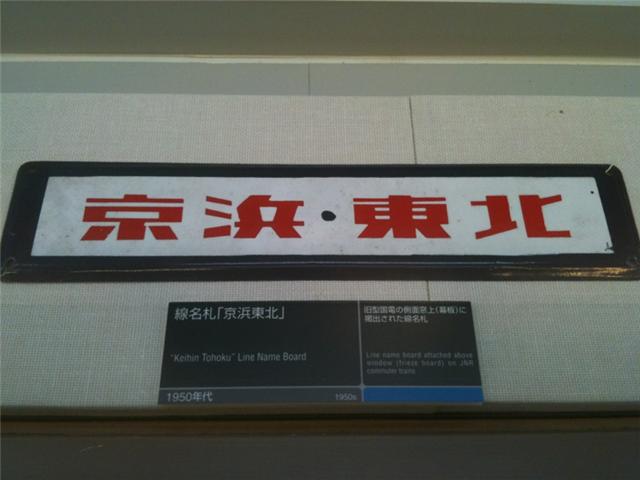 京浜・東北
線名札「京浜東北」
"Keihin Tohoku" Line Name Board
1950年代 1950s
旧型国電の側面窓上(幕板)に
掲出された線名札
Line name board attached above
window (frieze board) on JNR
commuter trains